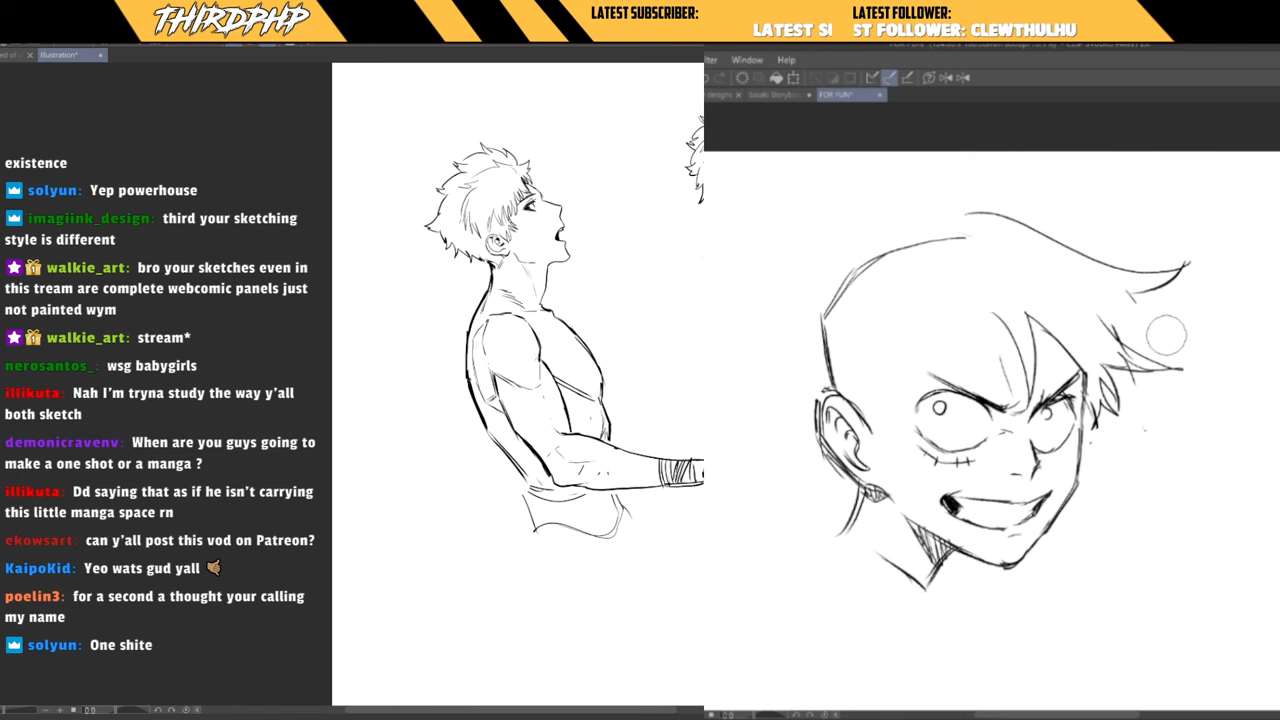 THIRDPHP
LATEST SUBSCRIBER:
LATEST SI
LATEST FOLLOWER:
ST FOLLOWER: CLEWTHULHU
Illustration*
Window Help
Sasaki Storyboa
FOR FUN*
existence
solyun: Yep powerhouse
imagiink_design: third your sketching
style is different
walkie_art: bro your sketches even in
this tream are complete webcomic panels just
not painted wym
walkie_art: stream*
nerosantos_: wsg babygirls
illikuta: Nah I'm tryna study the way y'all
both sketch
demonicravenv: When are you guys going to
make a one shot or a manga ?
illikuta: Dd saying that as if he isn't carrying
this little manga space rn
ekowsart: can y'all post this vod on Patreon?
KaipoKid: Yeo wats gud yall
poelin3: for a second a thought your calling
my name
solyun: One shite